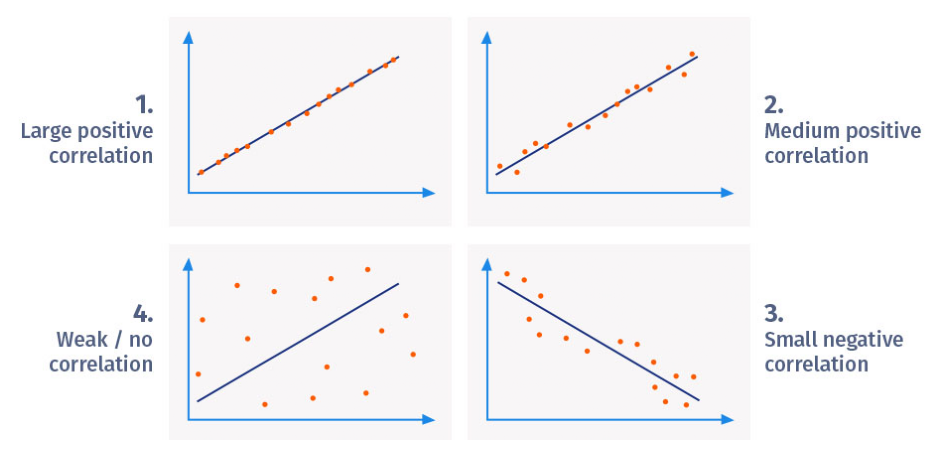 1.
Large positive
correlation
2.
Medium positive
correlation
4.
Weak / no
correlation
3.
Small negative
correlation